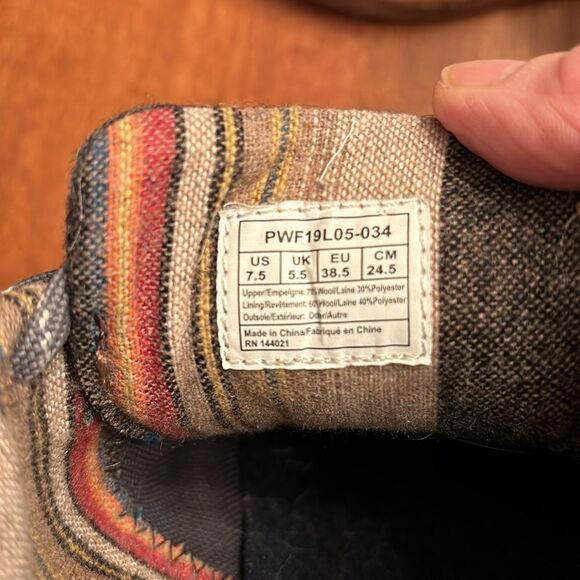 PWF19L05-034
US UK EU CM
7.5 5.5 38.5 24.5
Upper/Empeigne: 70%Wool/Laine 30%Polyester
Lining/Revêtement: 60%Wool/Laine 40%Polyester
Outsole/Extérieur: Other/Autre
Made in China/Fabriqué en Chine
RN 144021